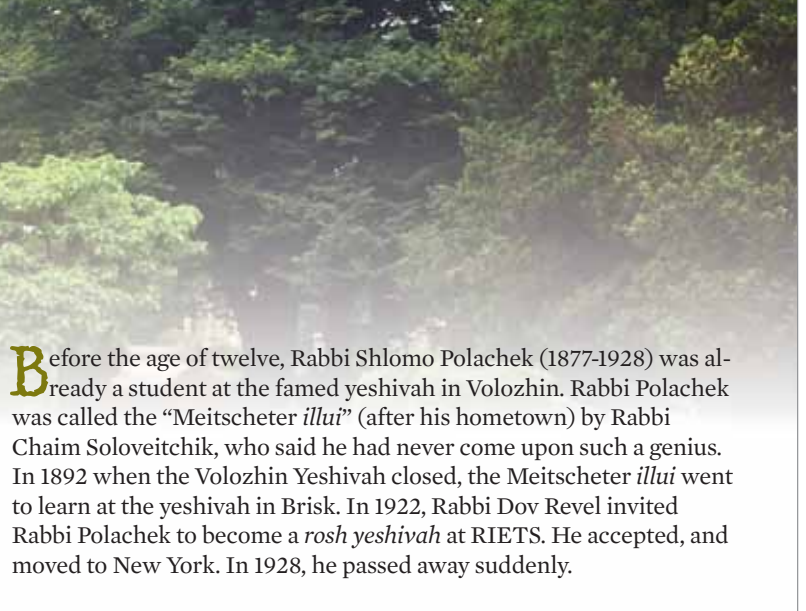 Before the age of twelve, Rabbi Shlomo Polachek (1877-1928) was al-
ready a student at the famed yeshivah in Volozhin. Rabbi Polachek
was called the “Meitscheter illui” (after his hometown) by Rabbi
Chaim Soloveitchik, who said he had never come upon such a genius.
In 1892 when the Volozhin Yeshivah closed, the Meitscheter illui went
to learn at the yeshivah in Brisk. In 1922, Rabbi Dov Revel invited
Rabbi Polachek to become a rosh yeshivah at RIETS. He accepted, and
moved to New York. In 1928, he passed away suddenly.